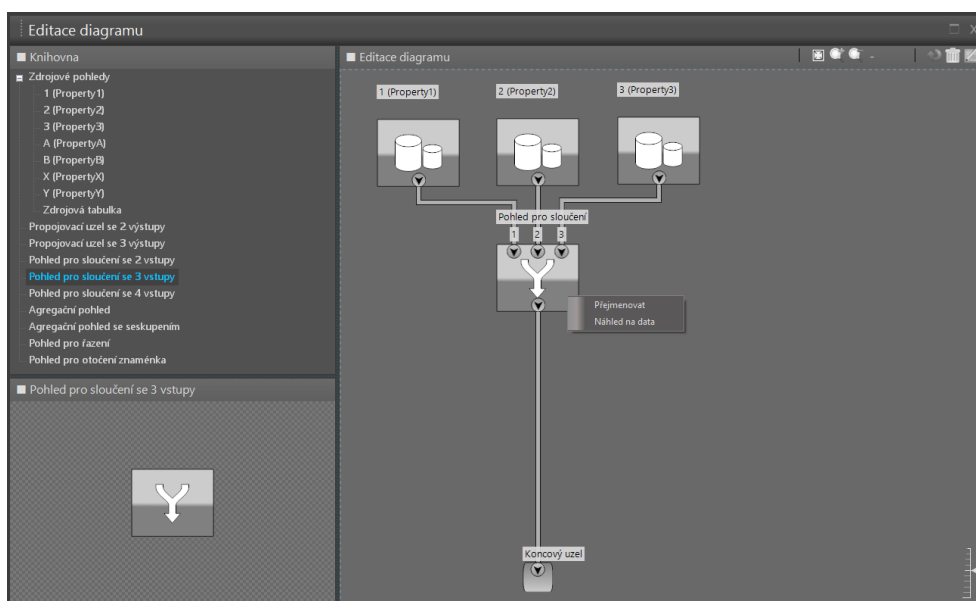 Editace diagramu
Knihovna
Zdrojové pohledy
1 (Property1)
2 (Property2)
3 (Property3)
A (PropertyA)
B (PropertyB)
X (PropertyX)
Y (PropertyY)
Zdrojová tabulka
Propojovací uzel se 2 výstupy
Propojovací uzel se 3 výstupy
Pohled pro sloučení se 2 vstupy
Pohled pro sloučení se 3 vstupy
Pohled pro sloučení se 4 vstupy
Agregační pohled
Agregační pohled se seskupením
Pohled pro řazení
Pohled pro otočení znaménka
Pohled pro sloučení se 3 vstupy
Editace diagramu
1 (Property1)
2 (Property2)
3 (Property3)
Pohled pro sloučení
1 2 3
Přejmenovat
Náhled na data
Koncový uzel